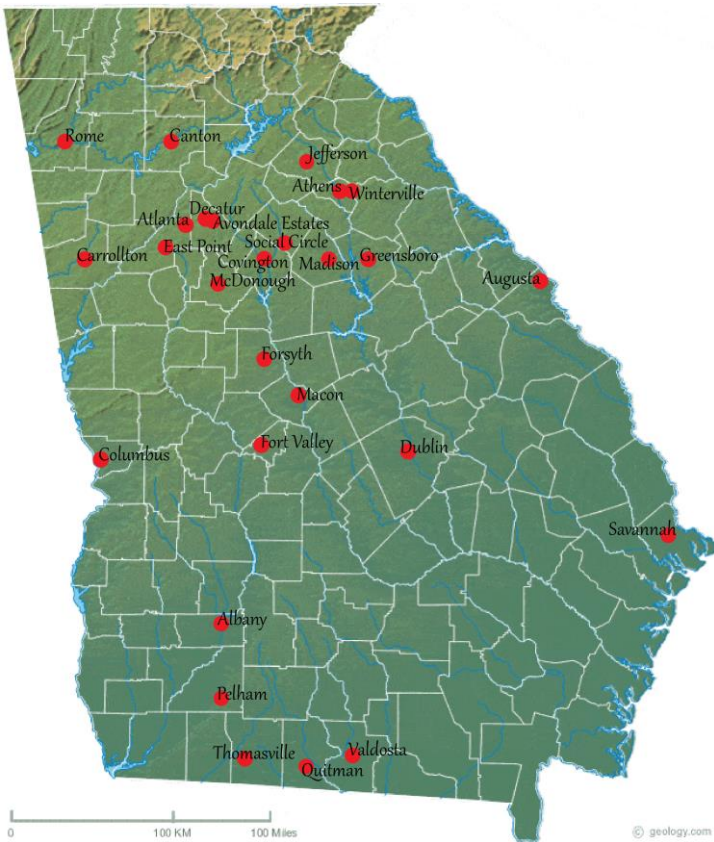 Rome
Canton
Jefferson
Athens
Winterville
Decatur
Atlanta
Avondale Estates
East Point
Social Circle
Carrollton
Covington
Madison
Greensboro
McDonough
Augusta
Forsyth
Macon
Fort Valley
Dublin
Columbus
Savannah
Albany
Pelham
Thomasville
Valdosta
Quitman
0
100 KM
100 Miles
© geology.com